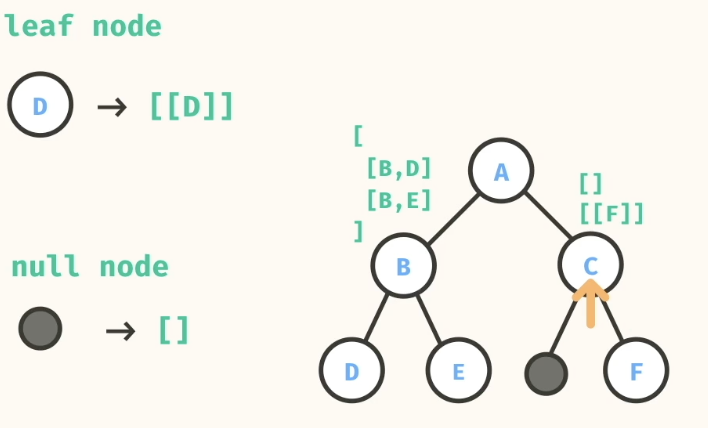 leaf node
D → [[D]]
[
[B,D]
[B,E]
]
A
[]
[[F]]
B
C
null node
→ []
D
E
F